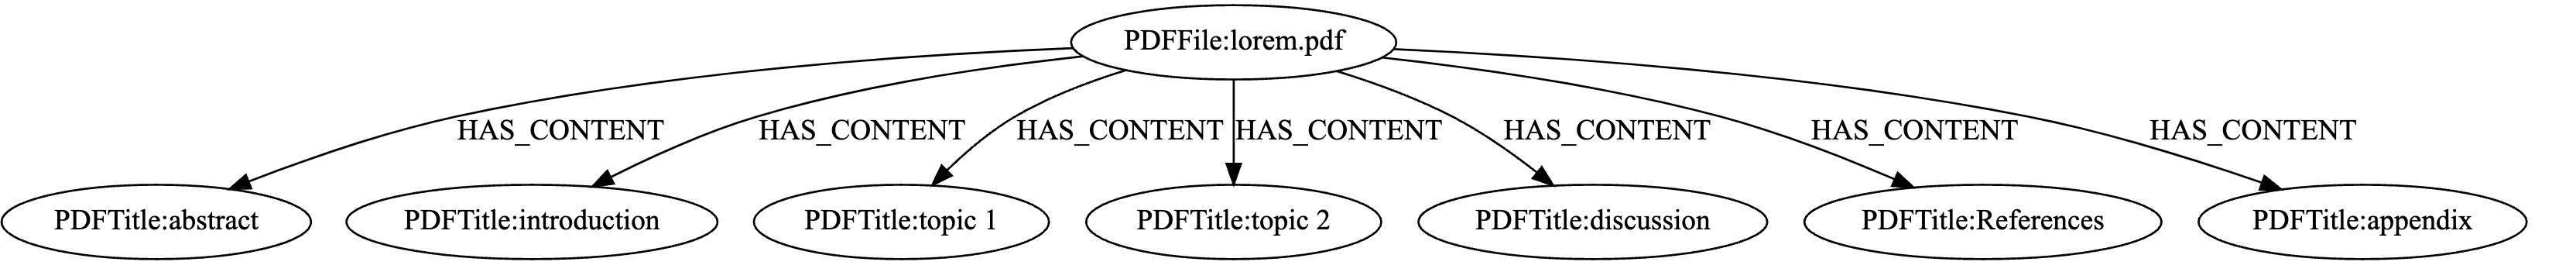 PDFFile:lorem.pdf
HAS_CONTENT HAS_CONTENT HAS_CONTENT HAS_CONTENT HAS_CONTENT HAS_CONTENT HAS_CONTENT
PDFTitle:abstract PDFTitle:introduction PDFTitle:topic 1 PDFTitle:topic 2 PDFTitle:discussion PDFTitle:References PDFTitle:appendix